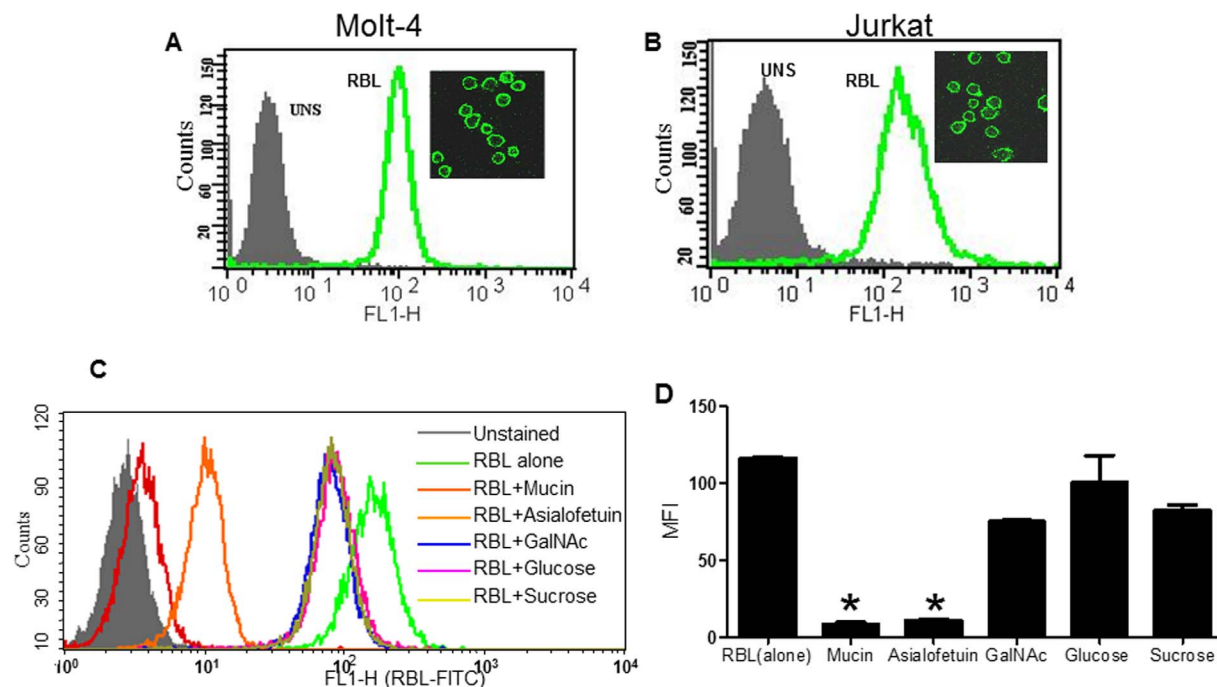 Molt-4
Jurkat
A
B
UNS
RBL
UNS
RBL
Counts
150
120
100
60
20
10^0 10^1 10^2 10^3 10^4
FL1-H
Counts
150
120
100
60
20
10^0 10^1 10^2 10^3 10^4
FL1-H
C
Counts
120
90
60
30
10
10^0 10^1 10^2 10^3 10^4
FL1-H (RBL-FITC)
Unstained
RBL alone
RBL+Mucin
RBL+Asialofetuin
RBL+GalNAc
RBL+Glucose
RBL+Sucrose
D
MFI
150
100
50
0
* *
RBL(alone) Mucin Asialofetuin GalNAc Glucose Sucrose